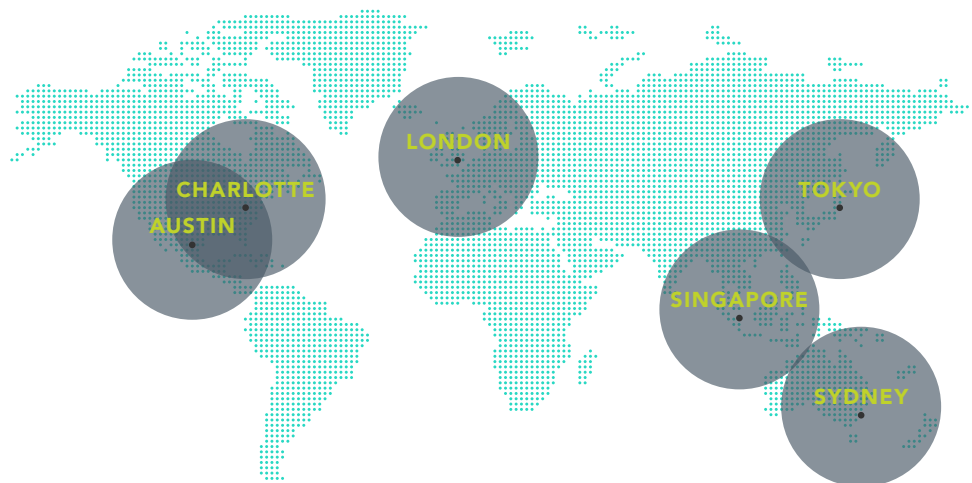 LONDON
CHARLOTTE
TOKYO
AUSTIN
SINGAPORE
SYDNEY